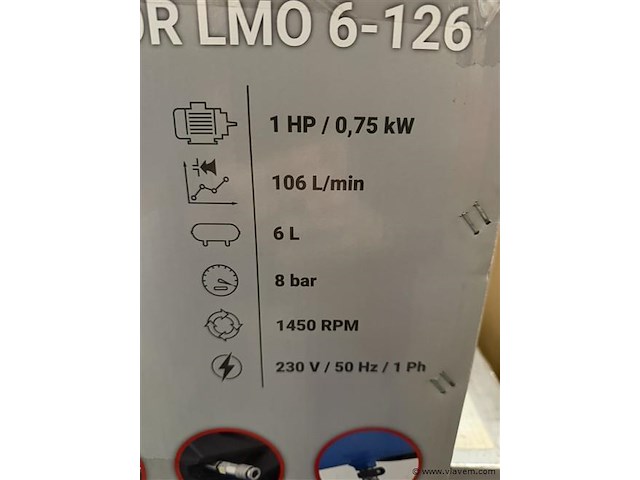 OR LMO 6-126
1 HP / 0,75 kW
106 L/min
6 L
8 bar
1450 RPM
230 V / 50 Hz / 1 Ph
© www.viavem.com